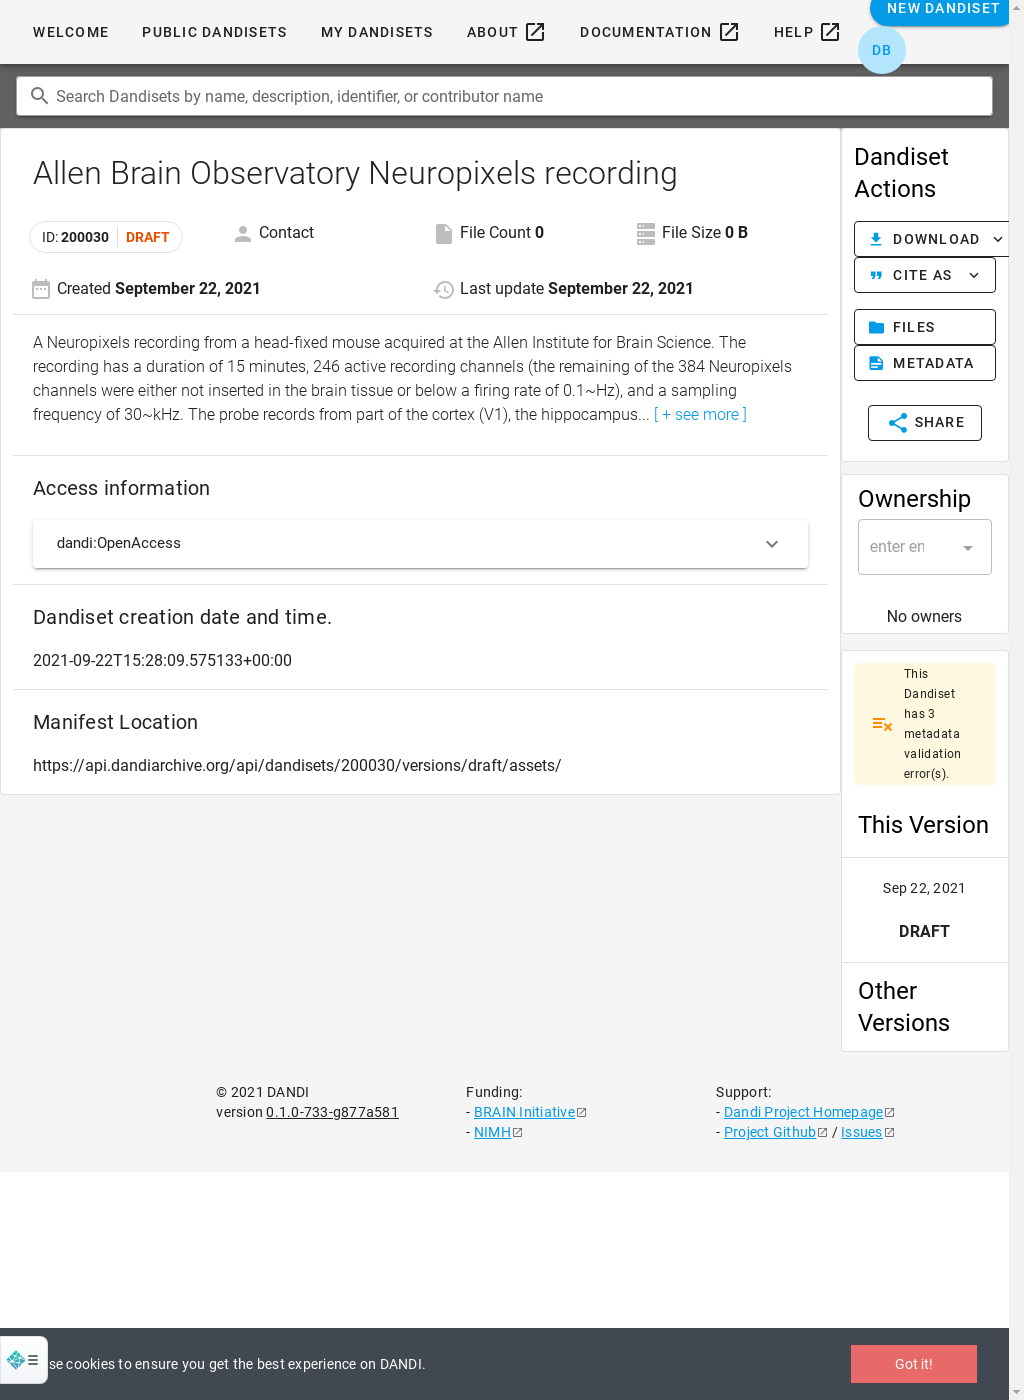 WELCOME PUBLIC DANDISETS MY DANDISETS ABOUT DOCUMENTATION HELP NEW DANDISET
DB
Search Dandisets by name, description, identifier, or contributor name
Allen Brain Observatory Neuropixels recording
ID: 200030 DRAFT Contact File Count 0 File Size 0 B
Created September 22, 2021 Last update September 22, 2021
A Neuropixels recording from a head-fixed mouse acquired at the Allen Institute for Brain Science. The
recording has a duration of 15 minutes, 246 active recording channels (the remaining of the 384 Neuropixels
channels were either not inserted in the brain tissue or below a firing rate of 0.1~Hz), and a sampling
frequency of 30~kHz. The probe records from part of the cortex (V1), the hippocampus... [ + see more ]
Access information
dandi:OpenAccess
Dandiset creation date and time.
2021-09-22T15:28:09.575133+00:00
Manifest Location
https://api.dandiarchive.org/api/dandisets/200030/versions/draft/assets/
Dandiset
Actions
DOWNLOAD
CITE AS
FILES
METADATA
SHARE
Ownership
enter en
No owners
This
Dandiset
has 3
metadata
validation
error(s).
This Version
Sep 22, 2021
DRAFT
Other
Versions
© 2021 DANDI
version 0.1.0-733-g877a581
Funding:
- BRAIN Initiative
- NIMH
Support:
- Dandi Project Homepage
- Project Github / Issues
se cookies to ensure you get the best experience on DANDI.
Got it!